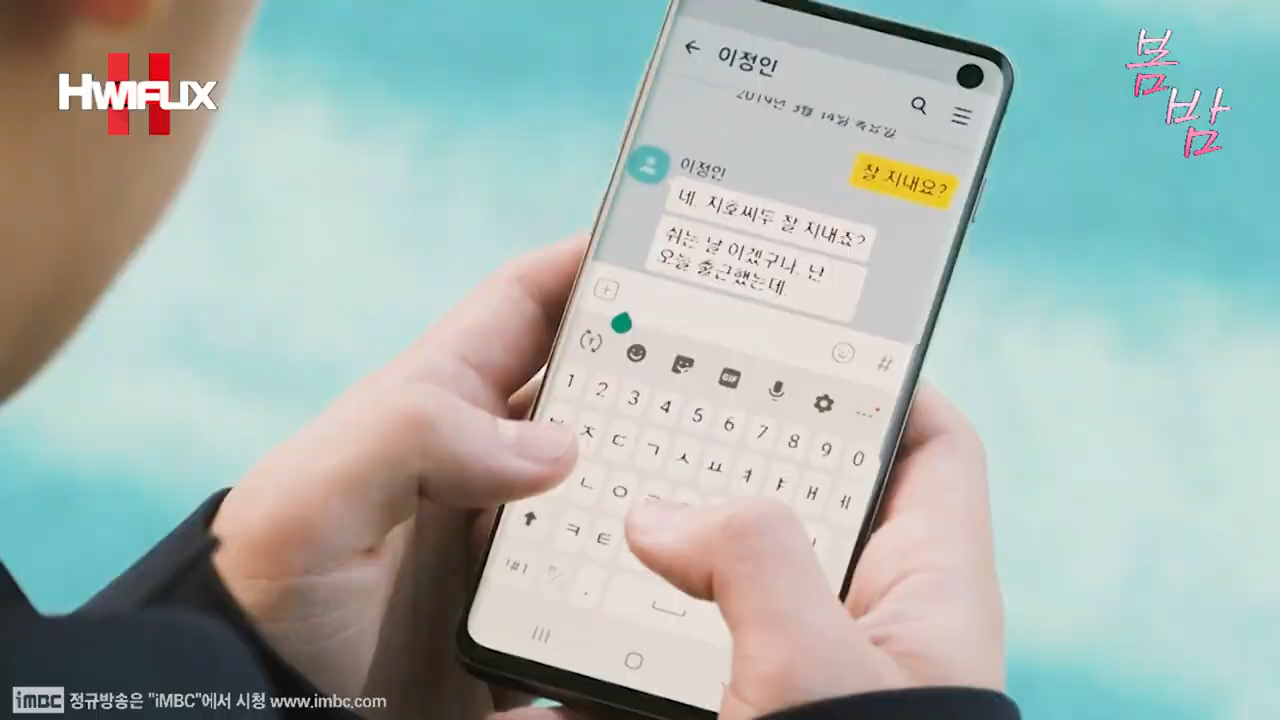 HWIFLIX
봄
밤
이정인
2019년 3월 14일 목요일
잘 지내요?
이정인
네. 지호씨두 잘 지내죠?
쉬는 날 이겠구나. 난
오늘 출근했는데.
#
GIF
1 2 3 4 5 6 7 8 9 0
ㅈ ㄷ ㄱ ㅅ ㅛ ㅕ ㅑ ㅐ ㅔ
ㄴ ㅇ
ㅋ ㅌ
!#1
.
iMBC 정규방송은 "iMBC"에서 시청 www.imbc.com